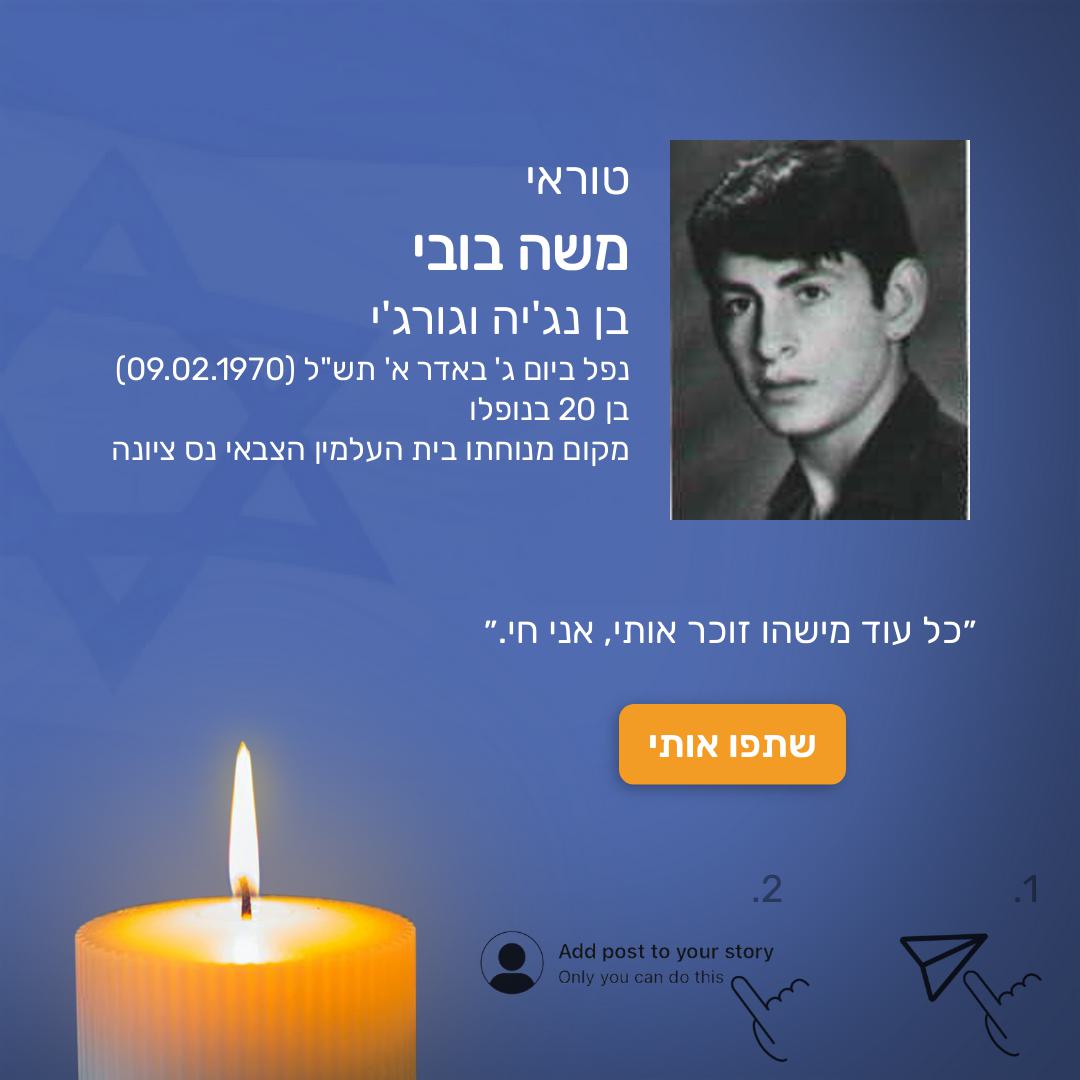 טוראי
משה בובי
בן נג'יה וגורג'י
נפל ביום ג' באדר א' תש"ל (09.02.1970)
בן 20 בנופלו
מקום מנוחתו בית העלמין הצבאי נס ציונה
״כל עוד מישהו זוכר אותי, אני חי.״
שתפו אותי
1.
2.
Add post to your story
Only you can do this